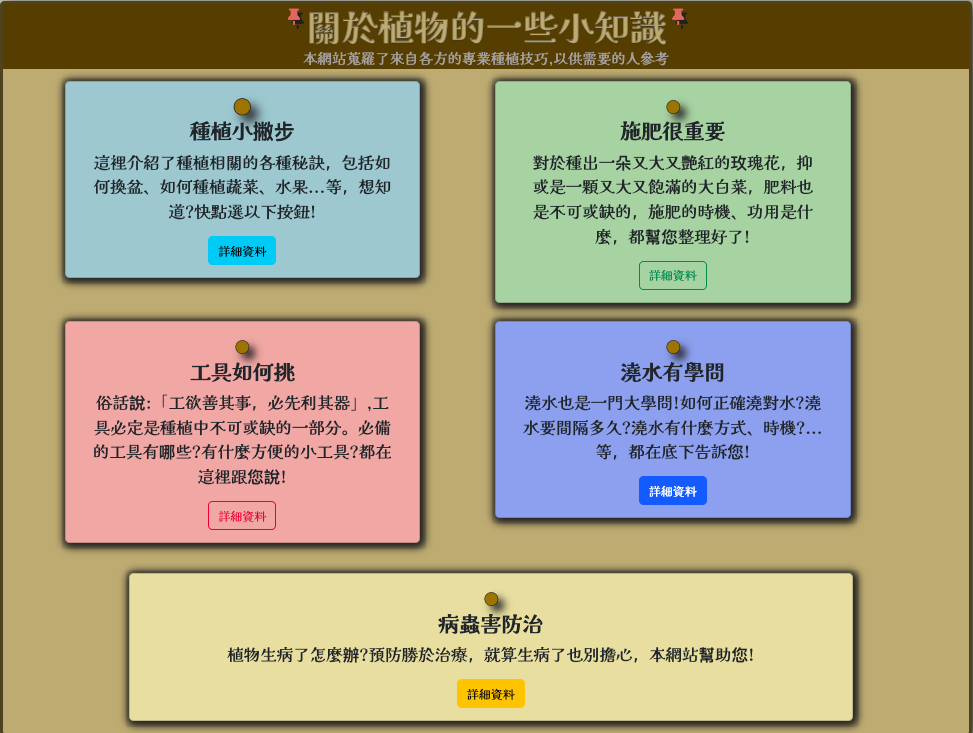 關於植物的一些小知識
本網站蒐羅了來自各方的專業種植技巧,以供需要的人參考
種植小撇步
這裡介紹了種植相關的各種秘訣，包括如
何換盆、如何種植蔬菜、水果...等，想知
道?快點選以下按鈕!
詳細資料
施肥很重要
對於種出一朵又大又艷紅的玫瑰花，抑
或是一顆又大又飽滿的大白菜，肥料也
是不可或缺的，施肥的時機、功用是什
麼，都幫您整理好了!
詳細資料
工具如何挑
俗話說:「工欲善其事，必先利其器」,工
具必定是種植中不可或缺的一部分。必備
的工具有哪些?有什麼方便的小工具?都在
這裡跟您說!
詳細資料
澆水有學問
澆水也是一門大學問!如何正確澆對水?澆
水要間隔多久?澆水有什麼方式、時機?...
等，都在底下告訴您!
詳細資料
病蟲害防治
植物生病了怎麼辦?預防勝於治療，就算生病了也別擔心，本網站幫助您!
詳細資料